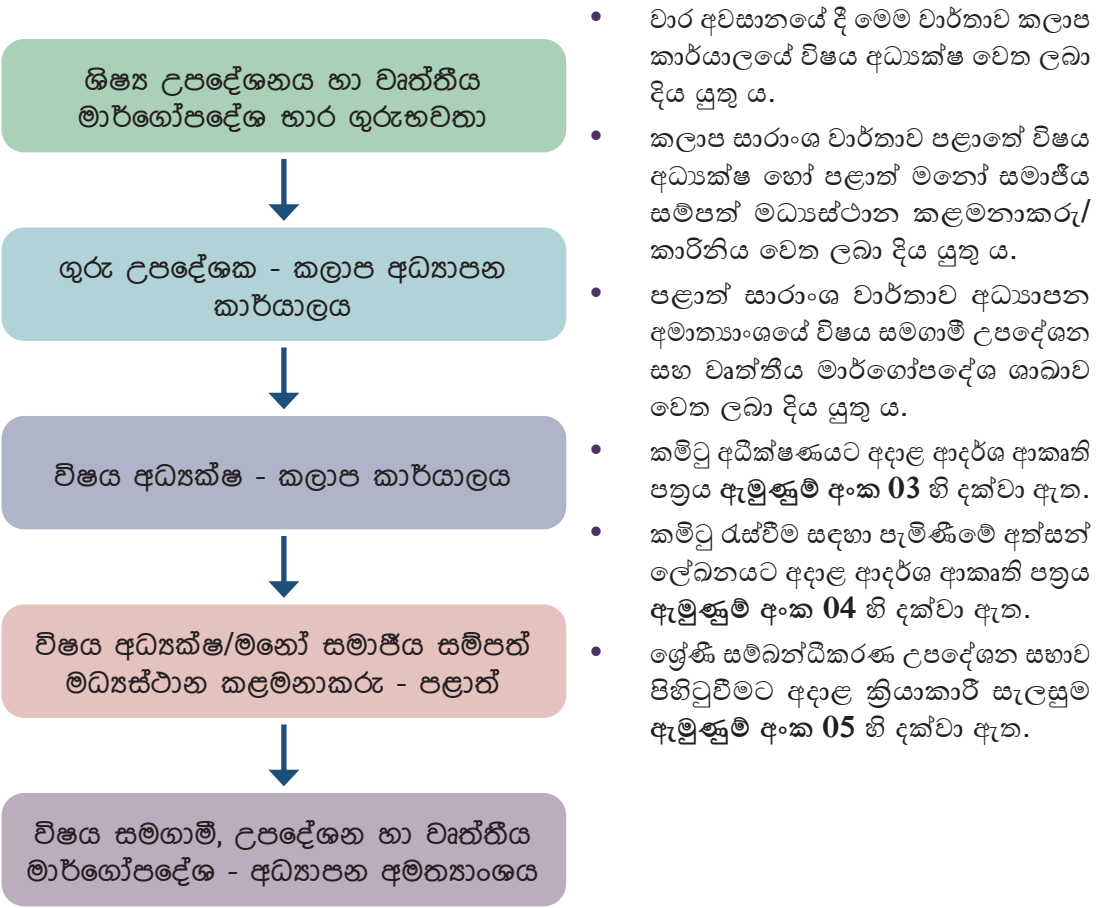 ශිෂ්‍ය උපදේශනය හා වෘත්තීය
මාර්ගෝපදේශ භාර ගුරුභවතා
ගුරු උපදේශක - කලාප අධ්‍යාපන
කාර්යාලය
විෂය අධ්‍යක්ෂ - කලාප කාර්යාලය
විෂය අධ්‍යක්ෂ/මනෝ සමාජීය සම්පත්
මධ්‍යස්ථාන කළමනාකරු - පළාත්
විෂය සමගාමී, උපදේශන හා වෘත්තීය
මාර්ගෝපදේශ - අධ්‍යාපන අමත්‍යාංශය
• වාර අවසානයේ දී මෙම වාර්තාව කලාප
කාර්යාලයේ විෂය අධ්‍යක්ෂ වෙත ලබා
දිය යුතු ය.
• කලාප සාරාංශ වාර්තාව පළාතේ විෂය
අධ්‍යක්ෂ හෝ පළාත් මනෝ සමාජීය
සම්පත් මධ්‍යස්ථාන කළමනාකරු/
කාරිනිය වෙත ලබා දිය යුතු ය.
• පළාත් සාරාංශ වාර්තාව අධ්‍යාපන
අමාත්‍යාංශයේ විෂය සමගාමී උපදේශන
සහ වෘත්තීය මාර්ගෝපදේශ ශාඛාව
වෙත ලබා දිය යුතු ය.
• කමිටු අධීක්ෂණයට අදාළ ආදර්ශ ආකෘති
පත්‍රය ඇමුණුම් අංක 03 හි දක්වා ඇත.
• කමිටු රැස්වීම සඳහා පැමිණීමේ අත්සන්
ලේඛනයට අදාළ ආදර්ශ ආකෘති පත්‍රය
ඇමුණුම් අංක 04 හි දක්වා ඇත.
• ශ්‍රේණි සම්බන්ධීකරණ උපදේශන සභාව
පිහිටුවීමට අදාළ ක්‍රියාකාරී සැලසුම
ඇමුණුම් අංක 05 හි දක්වා ඇත.